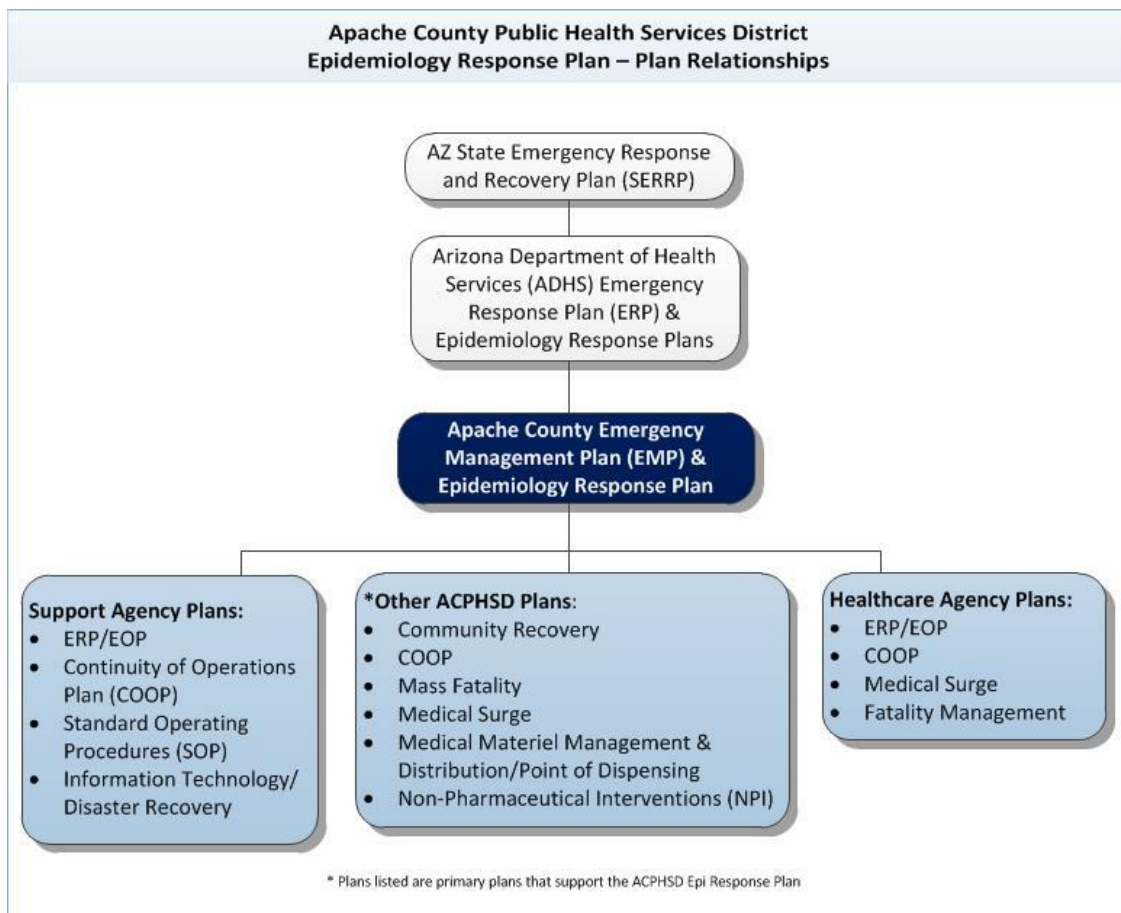 Apache County Public Health Services District
Epidemiology Response Plan – Plan Relationships
AZ State Emergency Response
and Recovery Plan (SERRP)
Arizona Department of Health
Services (ADHS) Emergency
Response Plan (ERP) &
Epidemiology Response Plans
Apache County Emergency
Management Plan (EMP) &
Epidemiology Response Plan
Support Agency Plans:
• ERP/EOP
• Continuity of Operations
Plan (COOP)
• Standard Operating
Procedures (SOP)
• Information Technology/
Disaster Recovery
*Other ACPHSD Plans:
• Community Recovery
• COOP
• Mass Fatality
• Medical Surge
• Medical Materiel Management &
Distribution/Point of Dispensing
• Non-Pharmaceutical Interventions (NPI)
Healthcare Agency Plans:
• ERP/EOP
• COOP
• Medical Surge
• Fatality Management
* Plans listed are primary plans that support the ACPHSD Epi Response Plan